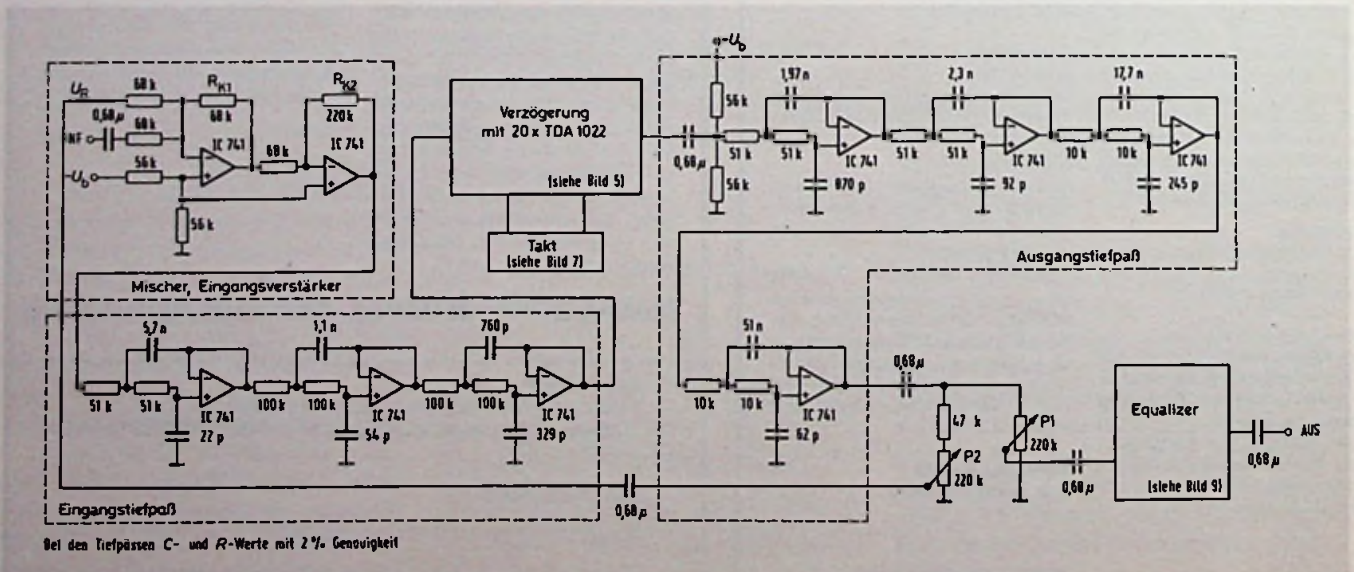 U_R
68 k
R_K1
68 k
R_K2
220k
0,68 µ
NF
68 k
IC 741
68 k
IC 741
-U_b
56 k
56 k
Mischer, Eingangsverstärker
Verzögerung
mit 20 x TDA 1022
(siehe Bild 5)
Takt
(siehe Bild 7)
-U_b
56 k
0,68 µ
56 k
1,97 n
51 k
51 k
IC 741
870 p
2,3 n
51 k
51 k
IC 741
92 p
17,7 n
10 k
10 k
IC 741
245 p
Ausgangstiefpaß
5,7 n
51 k
51 k
IC 741
22 p
1,1 n
100 k
100 k
IC 741
54 p
760 p
100 k
100 k
IC 741
329 p
Eingangstiefpaß
0,68 µ
51 n
10 k
10 k
IC 741
62 p
0,68 µ
47 k
P2
220 k
P1
220 k
0,68 µ
Equalizer
(siehe Bild 9)
0,68 µ
AUS
Bei den Tiefpässen C- und R-Werte mit 2 % Genauigkeit